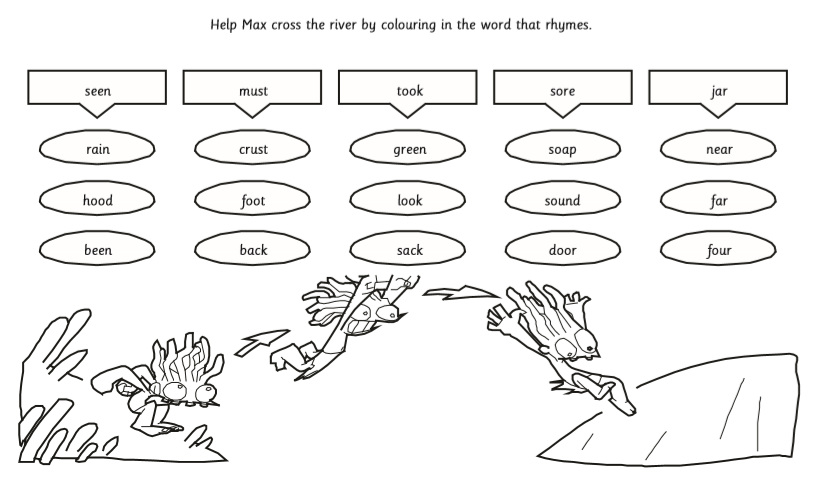 Help Max cross the river by colouring in the word that rhymes.
seen must took sore jar
rain crust green soap near
hood foot look sound far
been back sack door four